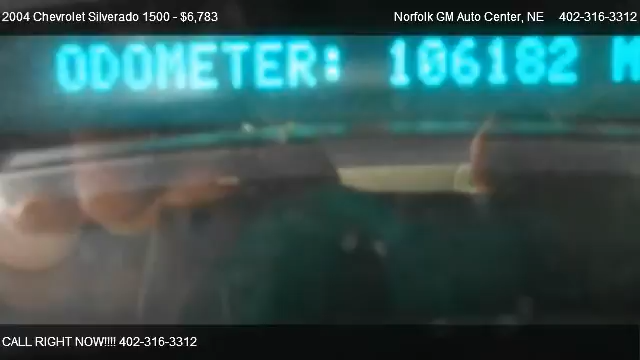 2004 Chevrolet Silverado 1500 - $6,783
Norfolk GM Auto Center, NE 402-316-3312
ODOMETER: 106182 M
CALL RIGHT NOW!!!! 402-316-3312